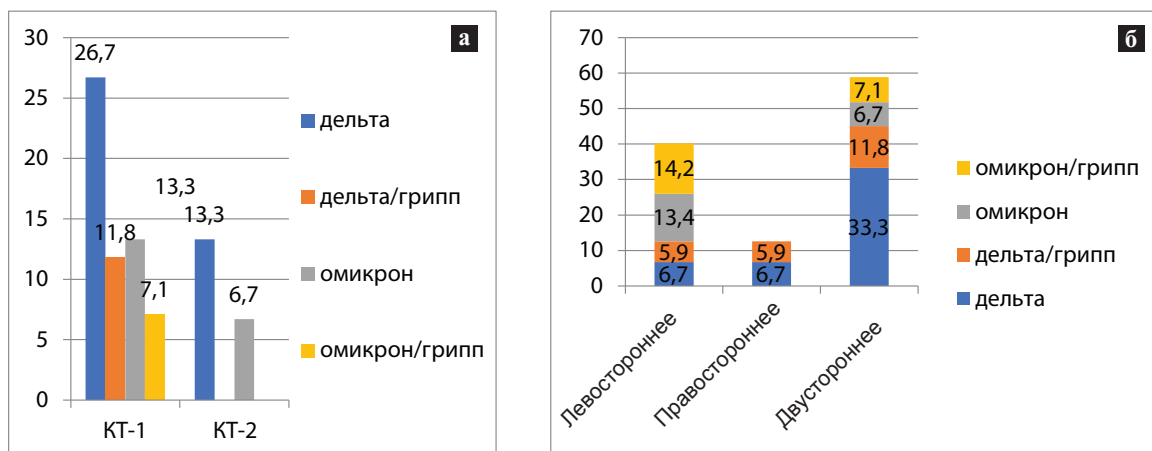 а
30
25
20
15
10
5
0
26,7
11,8
13,3
7,1
13,3
6,7
КТ-1
КТ-2
дельта
дельта/грипп
омикрон
омикрон/грипп
б
70
60
50
40
30
20
10
0
14,2
13,4
5,9
6,7
5,9
6,7
7,1
6,7
11,8
33,3
Левостороннее
Правостороннее
Двустороннее
омикрон/грипп
омикрон
дельта/грипп
дельта